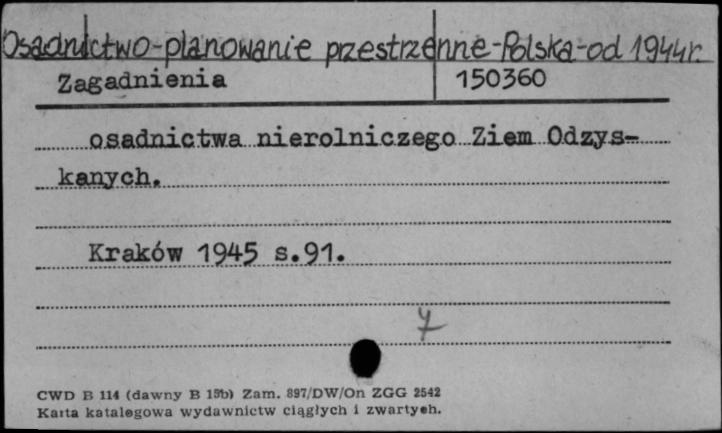 Osadnictwo-planowanie przestrzenne-Polska-od 1944r.
Zagadnienia 150360
osadnictwa nierolniczego Ziem Odzys-
kanych.
Kraków 1945 s.91.
7
CWD B 114 (dawny B 15b) Zam. 897/DW/On ZGG 2542
Karta katalogowa wydawnictw ciągłych i zwartych.